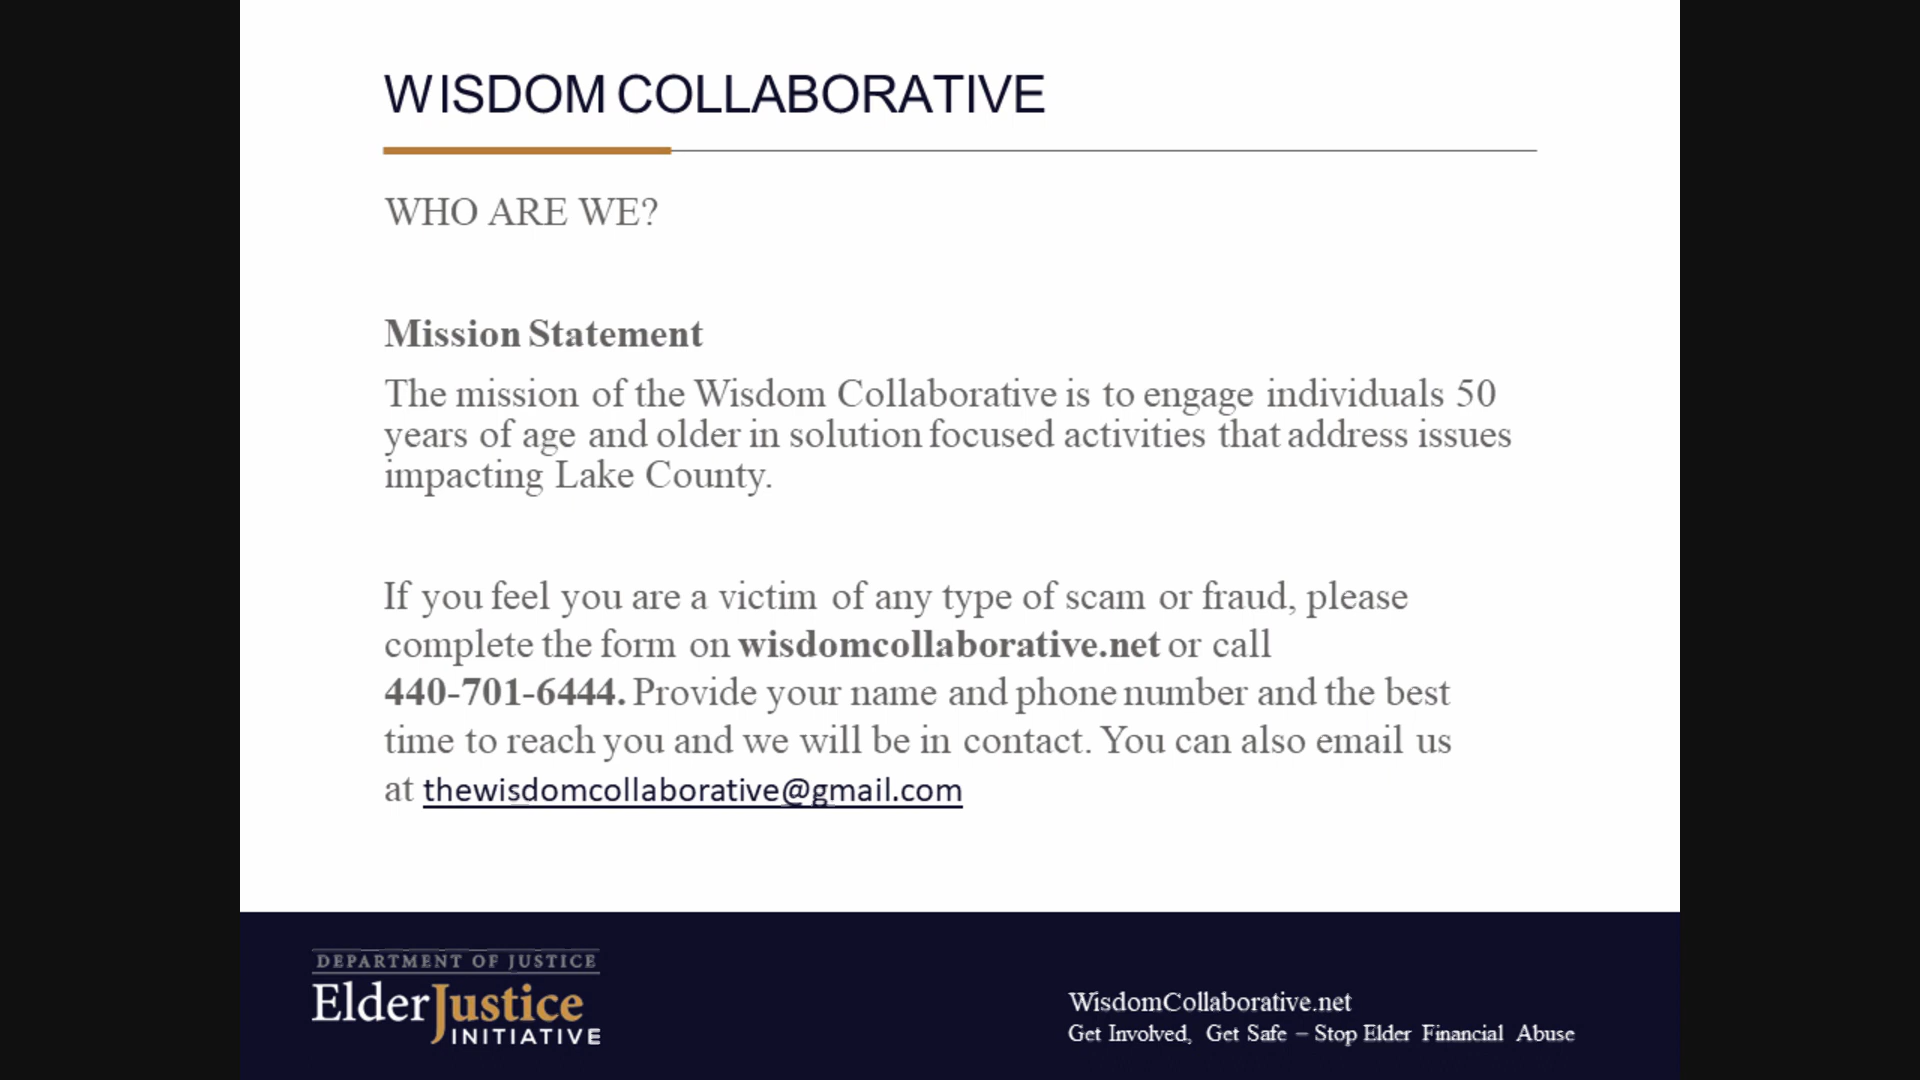 WISDOM COLLABORATIVE
WHO ARE WE?
Mission Statement
The mission of the Wisdom Collaborative is to engage individuals 50
years of age and older in solution focused activities that address issues
impacting Lake County.
If you feel you are a victim of any type of scam or fraud, please
complete the form on wisdomcollaborative.net or call
440-701-6444. Provide your name and phone number and the best
time to reach you and we will be in contact. You can also email us
at thewisdomcollaborative@gmail.com
DEPARTMENT OF JUSTICE
Elder Justice
INITIATIVE
WisdomCollaborative.net
Get Involved, Get Safe – Stop Elder Financial Abuse